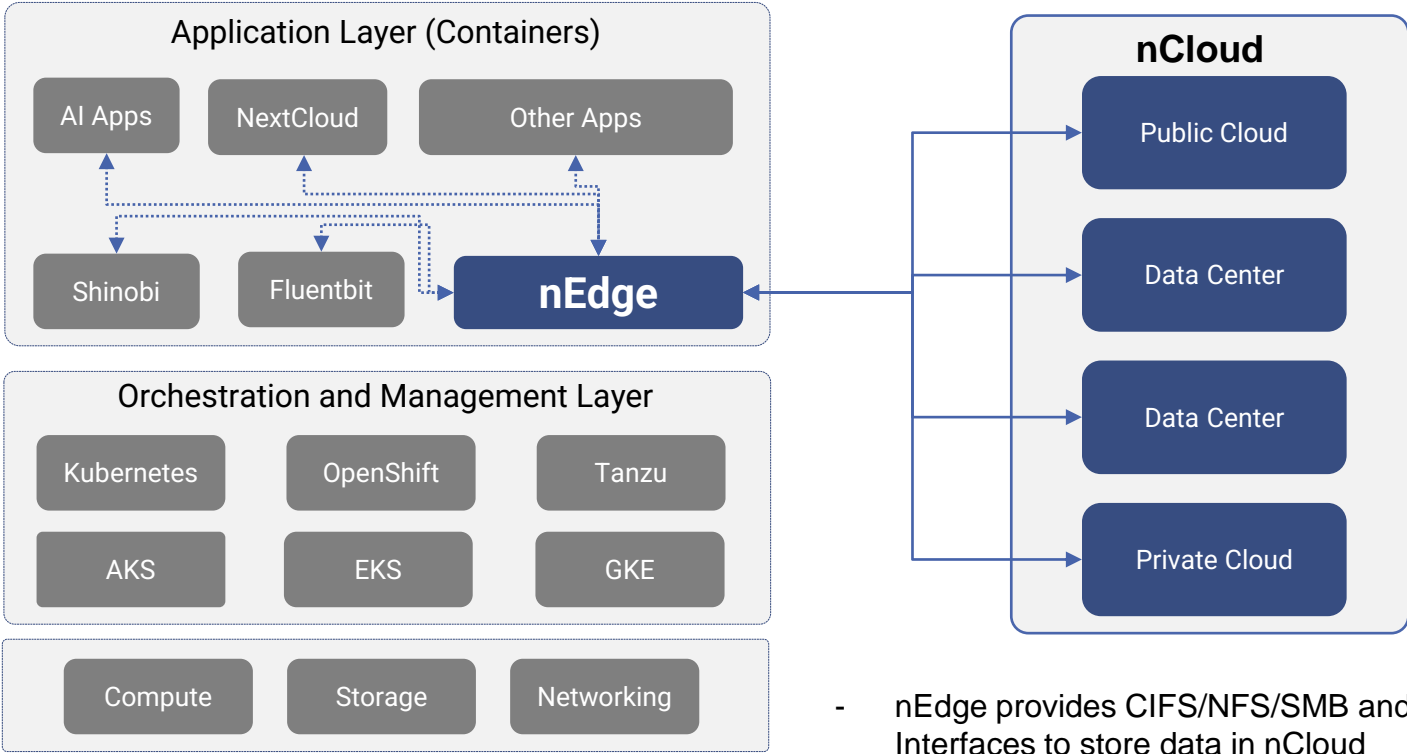 Application Layer (Containers)
AI Apps
NextCloud
Other Apps
Shinobi
Fluentbit
nEdge
Orchestration and Management Layer
Kubernetes
OpenShift
Tanzu
AKS
EKS
GKE
Compute
Storage
Networking
nCloud
Public Cloud
Data Center
Data Center
Private Cloud
- nEdge provides CIFS/NFS/SMB and
Interfaces to store data in nCloud